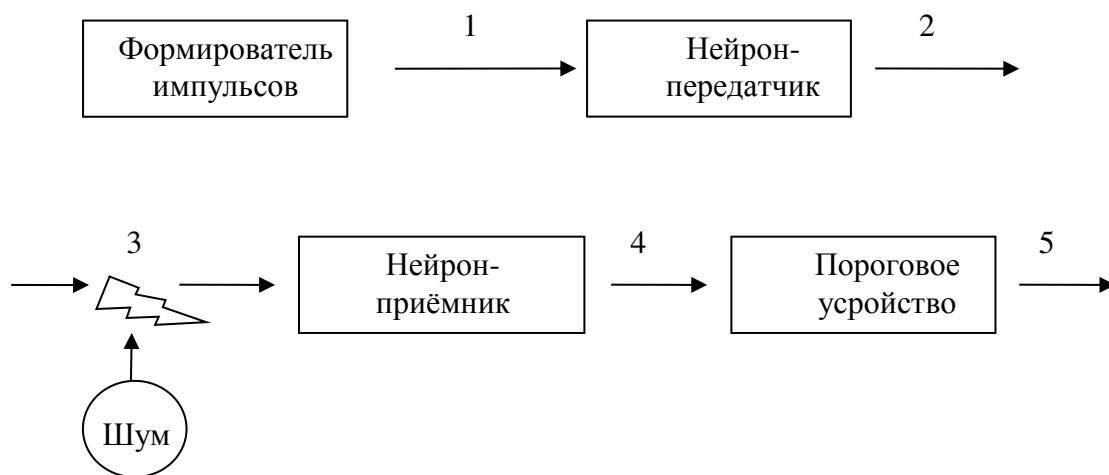 1
2
Формирователь
импульсов
Нейрон-
передатчик
3
4
5
Нейрон-
приёмник
Пороговое
усройство
Шум